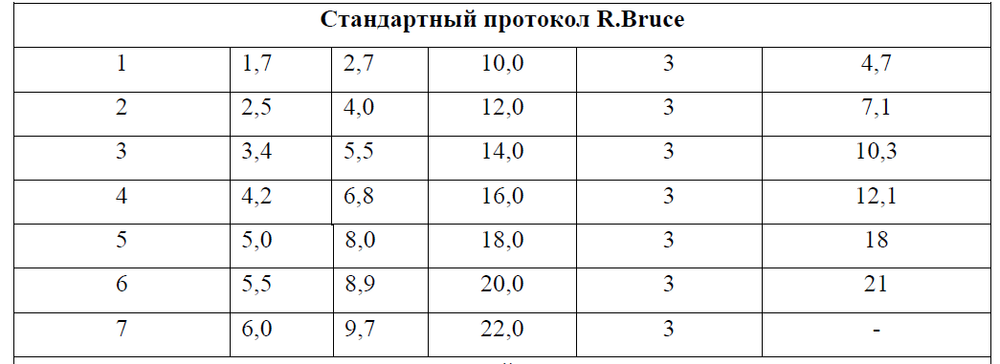 Стандартный протокол R.Bruce
1 1,7 2,7 10,0 3 4,7
2 2,5 4,0 12,0 3 7,1
3 3,4 5,5 14,0 3 10,3
4 4,2 6,8 16,0 3 12,1
5 5,0 8,0 18,0 3 18
6 5,5 8,9 20,0 3 21
7 6,0 9,7 22,0 3 -